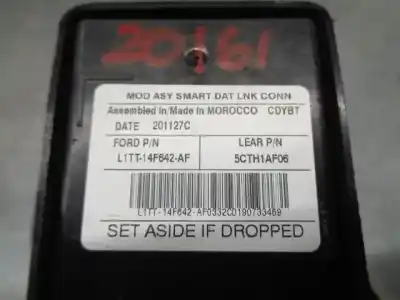 20161
MOD ASY SMART DAT LNK CONN
Assembled in/Made in MOROCCO CDYBT
DATE 201127C
FORD P/N
LEAR P/N
L1TT-14F642-AF
5CTH1AF06
L1TT-14F642-AF0332C0190733469
SET ASIDE IF DROPPED